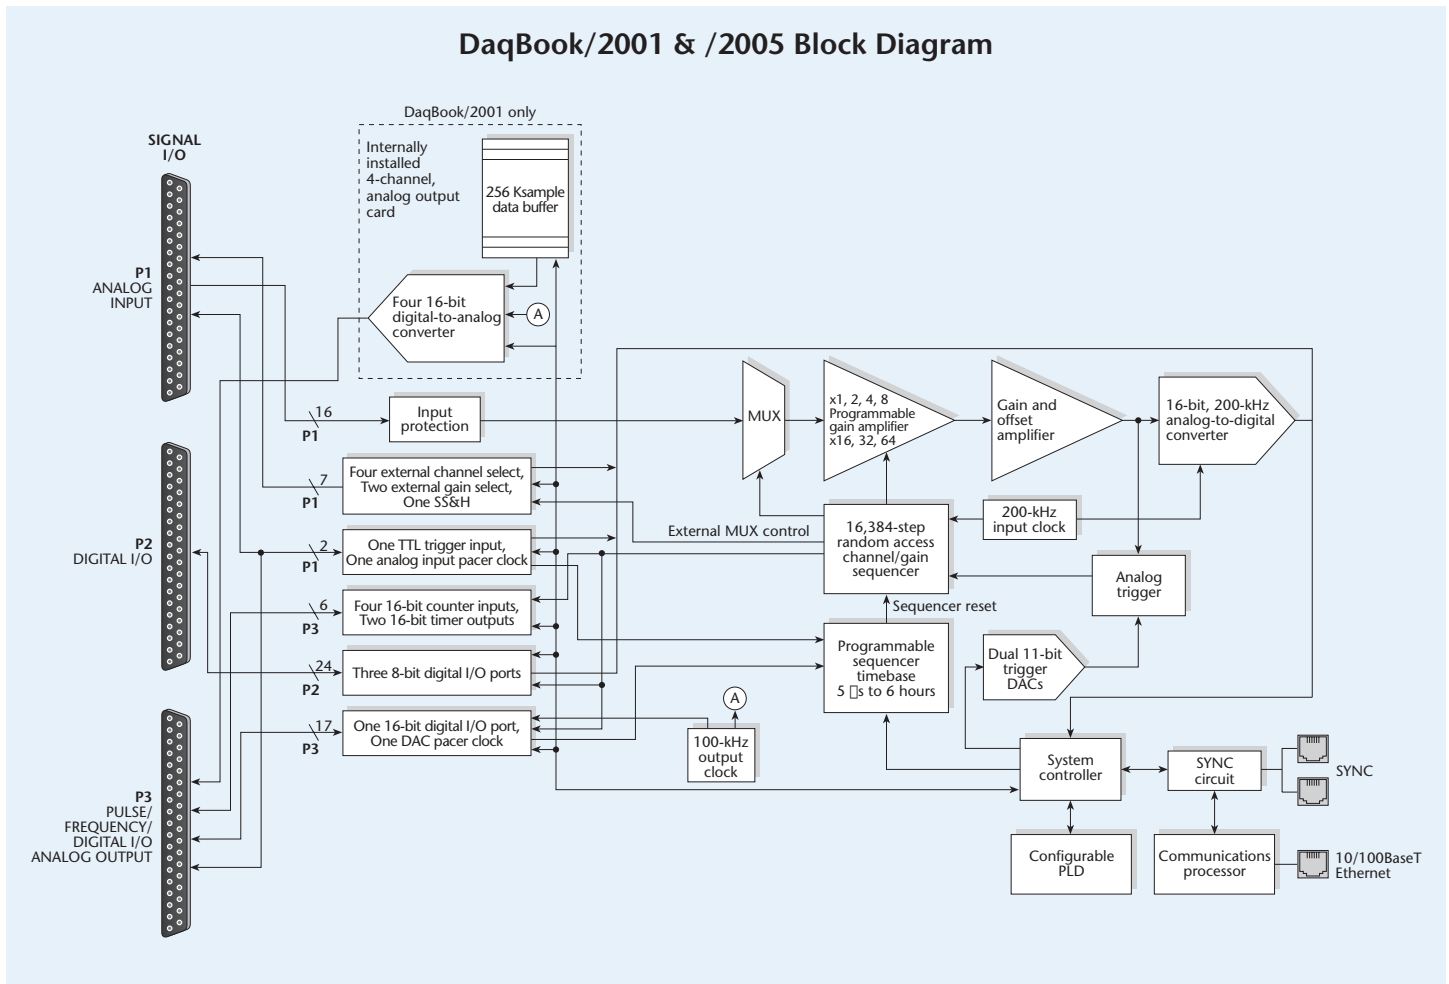 DaqBook/2001 & /2005 Block Diagram
DaqBook/2001 only
SIGNAL
I/O
Internally
installed
4-channel,
analog output
card
256 Ksample
data buffer
P1
ANALOG
INPUT
Four 16-bit
digital-to-analog
converter
A
16
P1
Input
protection
MUX
x1, 2, 4, 8
Programmable
gain amplifier
x16, 32, 64
Gain and
offset
amplifier
16-bit, 200-kHz
analog-to-digital
converter
7
P1
Four external channel select,
Two external gain select,
One SS&H
External MUX control
16,384-step
random access
channel/gain
sequencer
200-kHz
input clock
P2
DIGITAL I/O
2
P1
One TTL trigger input,
One analog input pacer clock
Analog
trigger
6
P3
Four 16-bit counter inputs,
Two 16-bit timer outputs
Sequencer reset
24
P2
Three 8-bit digital I/O ports
Programmable
sequencer
timebase
5 s to 6 hours
Dual 11-bit
trigger
DACs
A
17
P3
One 16-bit digital I/O port,
One DAC pacer clock
100-kHz
output
clock
System
controller
SYNC
circuit
SYNC
P3
PULSE/
FREQUENCY/
DIGITAL I/O
ANALOG OUTPUT
Configurable
PLD
Communications
processor
10/100BaseT
Ethernet